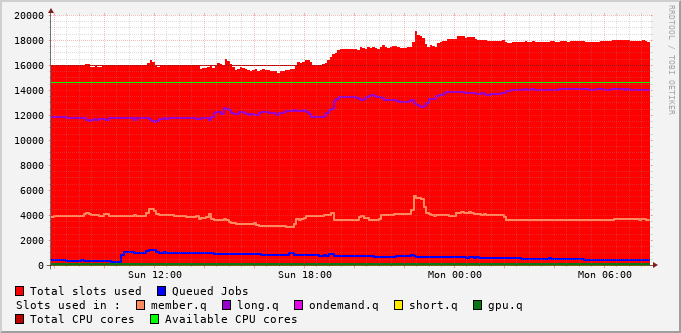 20000
18000
16000
14000
12000
10000
8000
6000
4000
2000
0
Sun 12:00 Sun 18:00 Mon 00:00 Mon 06:00
RRDTOOL / TOBI OETIKER
Total slots used Queued Jobs
Slots used in : member.q long.q ondemand.q short.q gpu.q
Total CPU cores Available CPU cores